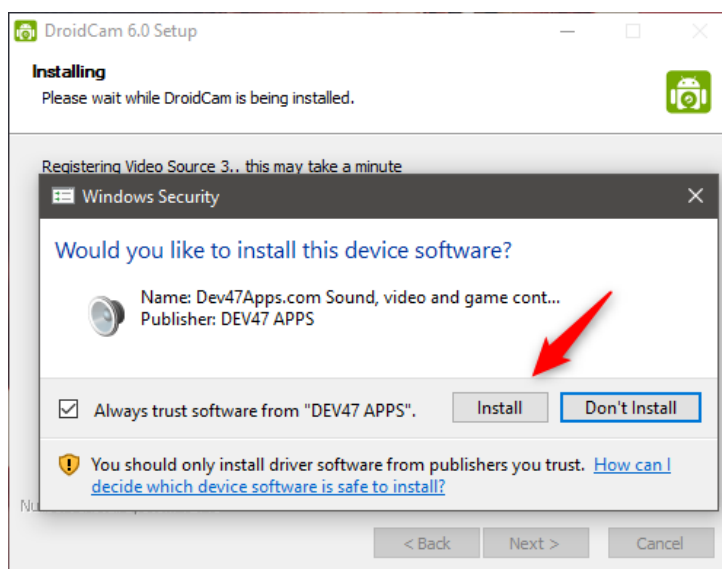 DroidCam 6.0 Setup
Installing
Please wait while DroidCam is being installed.
Registering Video Source 3.. this may take a minute
Windows Security
Would you like to install this device software?
Name: Dev47Apps.com Sound, video and game cont...
Publisher: DEV47 APPS
Always trust software from "DEV47 APPS".
Install
Don't Install
You should only install driver software from publishers you trust. How can I
decide which device software is safe to install?
< Back
Next >
Cancel